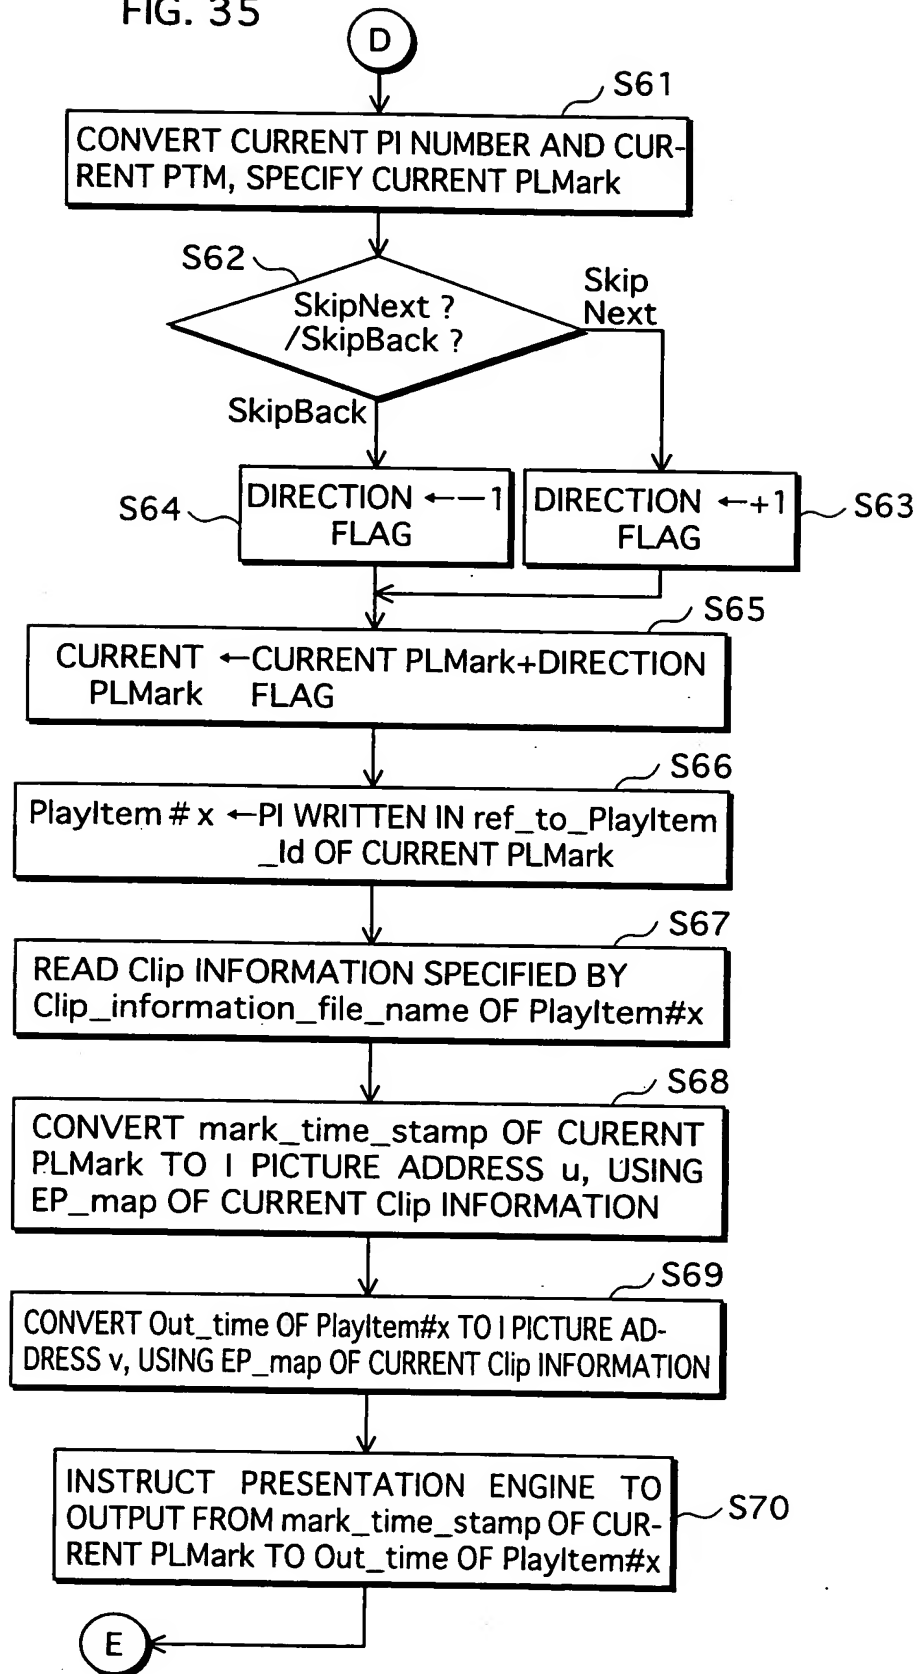 FIG. 35
D
S61
CONVERT CURRENT PI NUMBER AND CUR-
RENT PTM, SPECIFY CURRENT PLMark
S62
SkipNext ?
/SkipBack ?
Skip
Next
SkipBack
S64
DIRECTION ←−1
FLAG
DIRECTION ←+1
FLAG
S63
S65
CURRENT ←CURRENT PLMark+DIRECTION
PLMark FLAG
S66
PlayItem # x ←PI WRITTEN IN ref_to_PlayItem
_Id OF CURRENT PLMark
S67
READ Clip INFORMATION SPECIFIED BY
Clip_information_file_name OF PlayItem#x
S68
CONVERT mark_time_stamp OF CURERNT
PLMark TO I PICTURE ADDRESS u, USING
EP_map OF CURRENT Clip INFORMATION
S69
CONVERT Out_time OF PlayItem#x TO I PICTURE AD-
DRESS v, USING EP_map OF CURRENT Clip INFORMATION
INSTRUCT PRESENTATION ENGINE TO
OUTPUT FROM mark_time_stamp OF CUR-
RENT PLMark TO Out_time OF PlayItem#x
S70
E